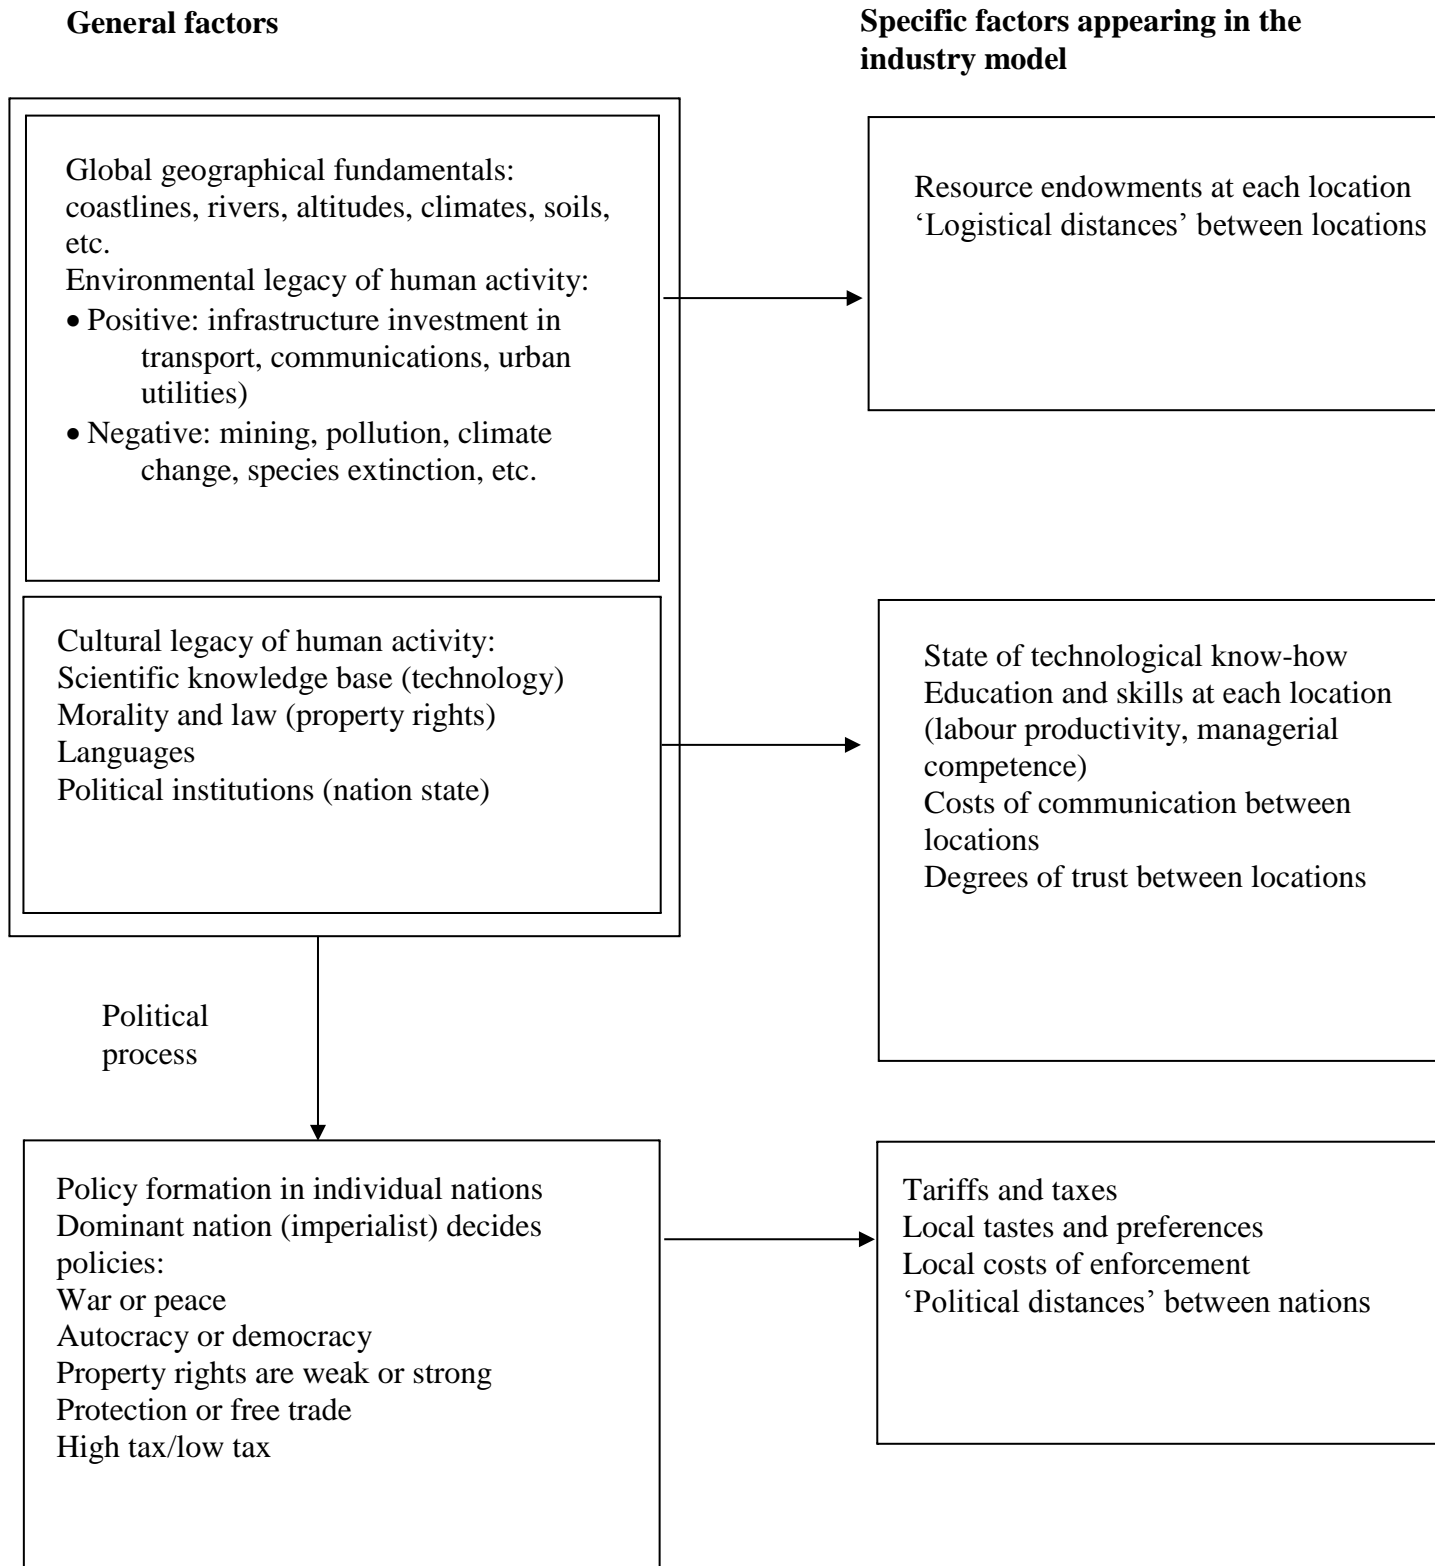 General factors
Specific factors appearing in the
industry model
Global geographical fundamentals:
coastlines, rivers, altitudes, climates, soils,
etc.
Environmental legacy of human activity:
• Positive: infrastructure investment in
transport, communications, urban
utilities)
• Negative: mining, pollution, climate
change, species extinction, etc.
Resource endowments at each location
‘Logistical distances’ between locations
Cultural legacy of human activity:
Scientific knowledge base (technology)
Morality and law (property rights)
Languages
Political institutions (nation state)
State of technological know-how
Education and skills at each location
(labour productivity, managerial
competence)
Costs of communication between
locations
Degrees of trust between locations
Political
process
Policy formation in individual nations
Dominant nation (imperialist) decides
policies:
War or peace
Autocracy or democracy
Property rights are weak or strong
Protection or free trade
High tax/low tax
Tariffs and taxes
Local tastes and preferences
Local costs of enforcement
‘Political distances’ between nations